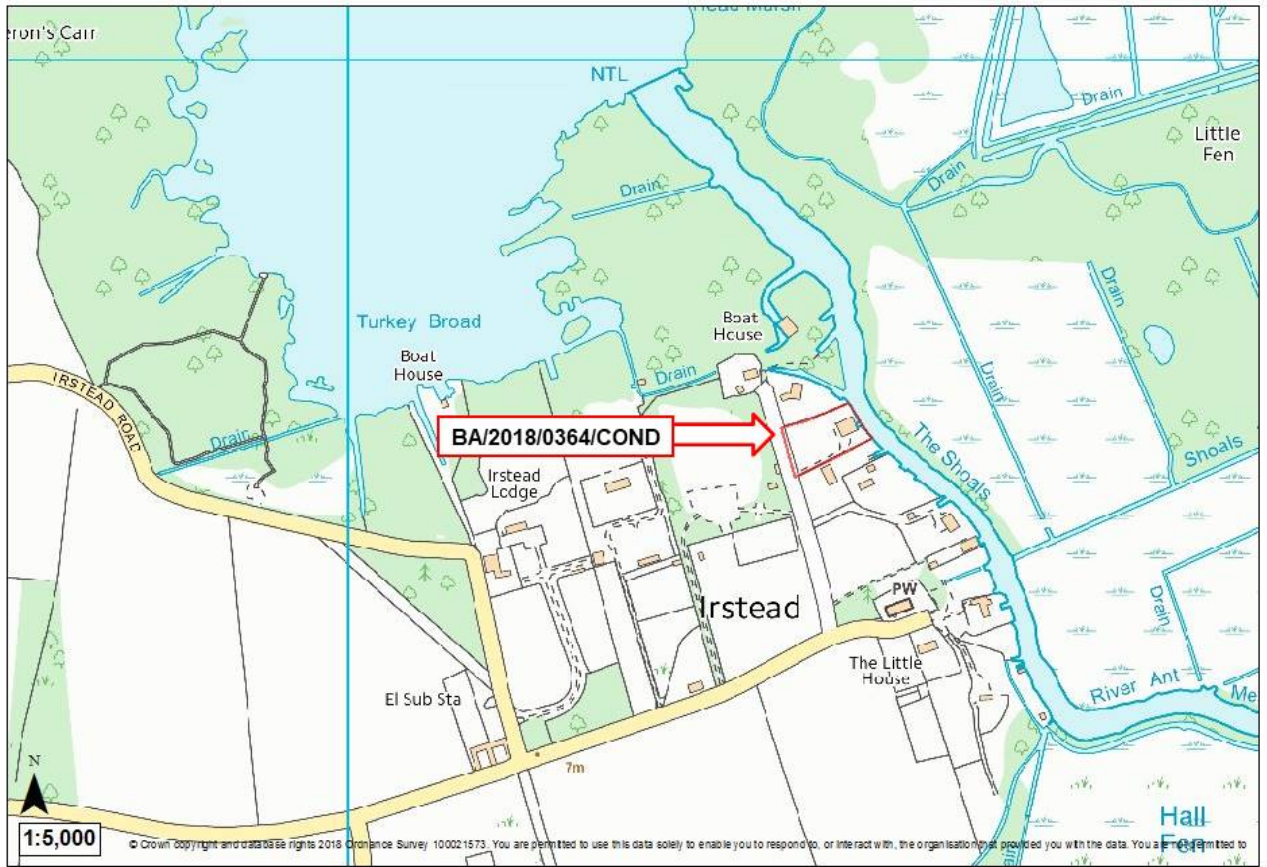 Head Marsh
eron's Carr
NTL
Drain
Little
Fen
Drain
Drain
Drain
Turkey Broad
Boat
House
Boat
House
IRSTEAD ROAD
Drain
Drain
Drain
Drain
BA/2018/0364/COND
The Shoals
Shoals
Irstead
Lodge
Irstead
PW
Drain
The Little
House
El Sub Sta
River Ant
Me
7m
N
1:5,000
Hall
Fen
© Crown copyright and database rights 2018 Ordnance Survey 100021573. You are permitted to use this data solely to enable you to respond to, or interact with, the organisation that provided you with the data. You are not permitted to